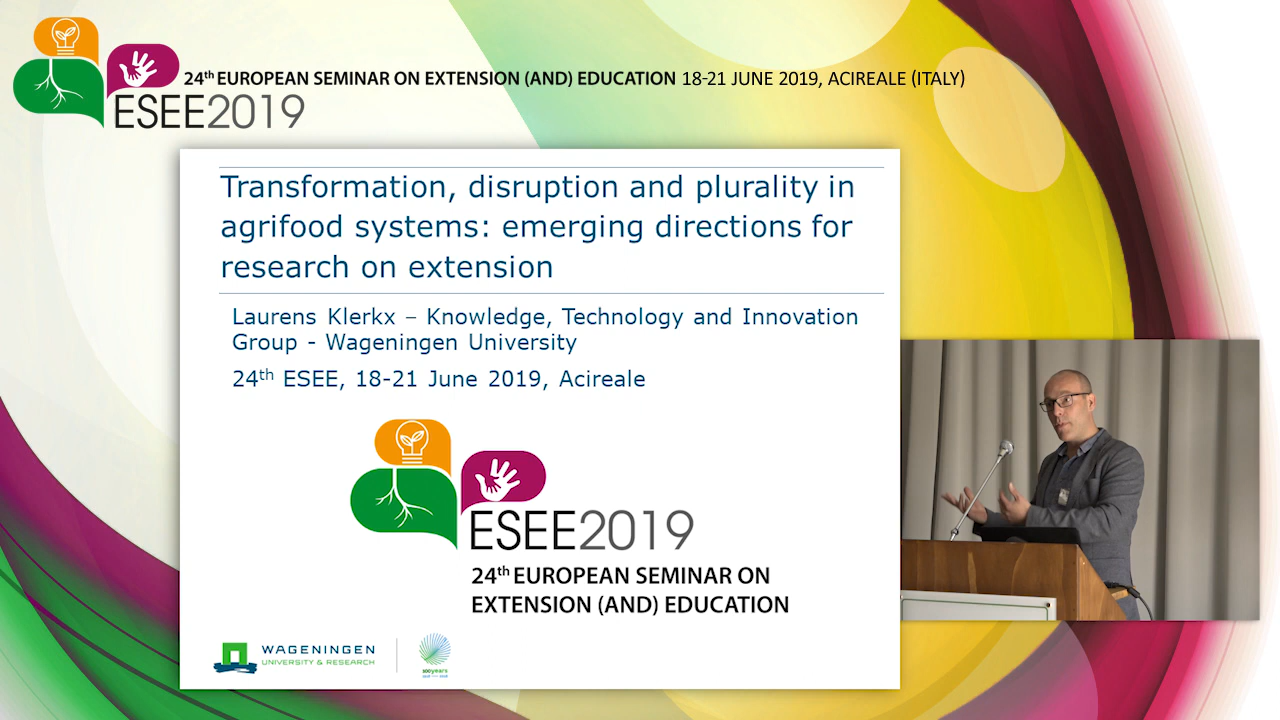 24th EUROPEAN SEMINAR ON EXTENSION (AND) EDUCATION 18-21 JUNE 2019, ACIREALE (ITALY)
ESEE2019
Transformation, disruption and plurality in
agrifood systems: emerging directions for
research on extension
Laurens Klerkx – Knowledge, Technology and Innovation
Group - Wageningen University
24th ESEE, 18-21 June 2019, Acireale
ESEE2019
24th EUROPEAN SEMINAR ON
EXTENSION (AND) EDUCATION
WAGENINGEN
UNIVERSITY & RESEARCH
100years